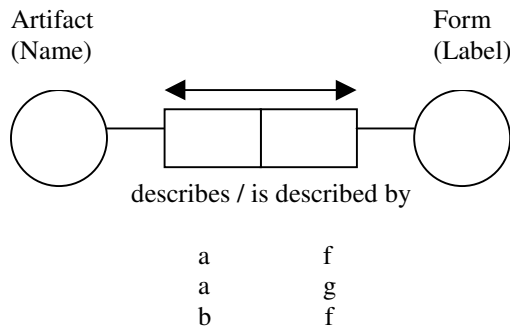 Artifact
(Name)
Form
(Label)
describes / is described by
a f
a g
b f